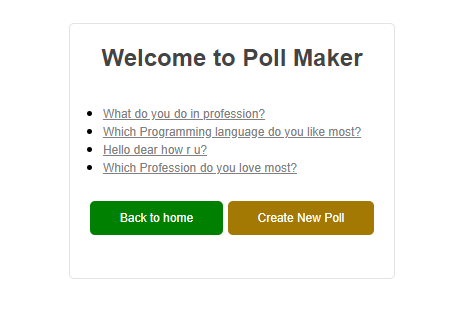 Welcome to Poll Maker
What do you do in profession?
Which Programming language do you like most?
Hello dear how r u?
Which Profession do you love most?
Back to home
Create New Poll